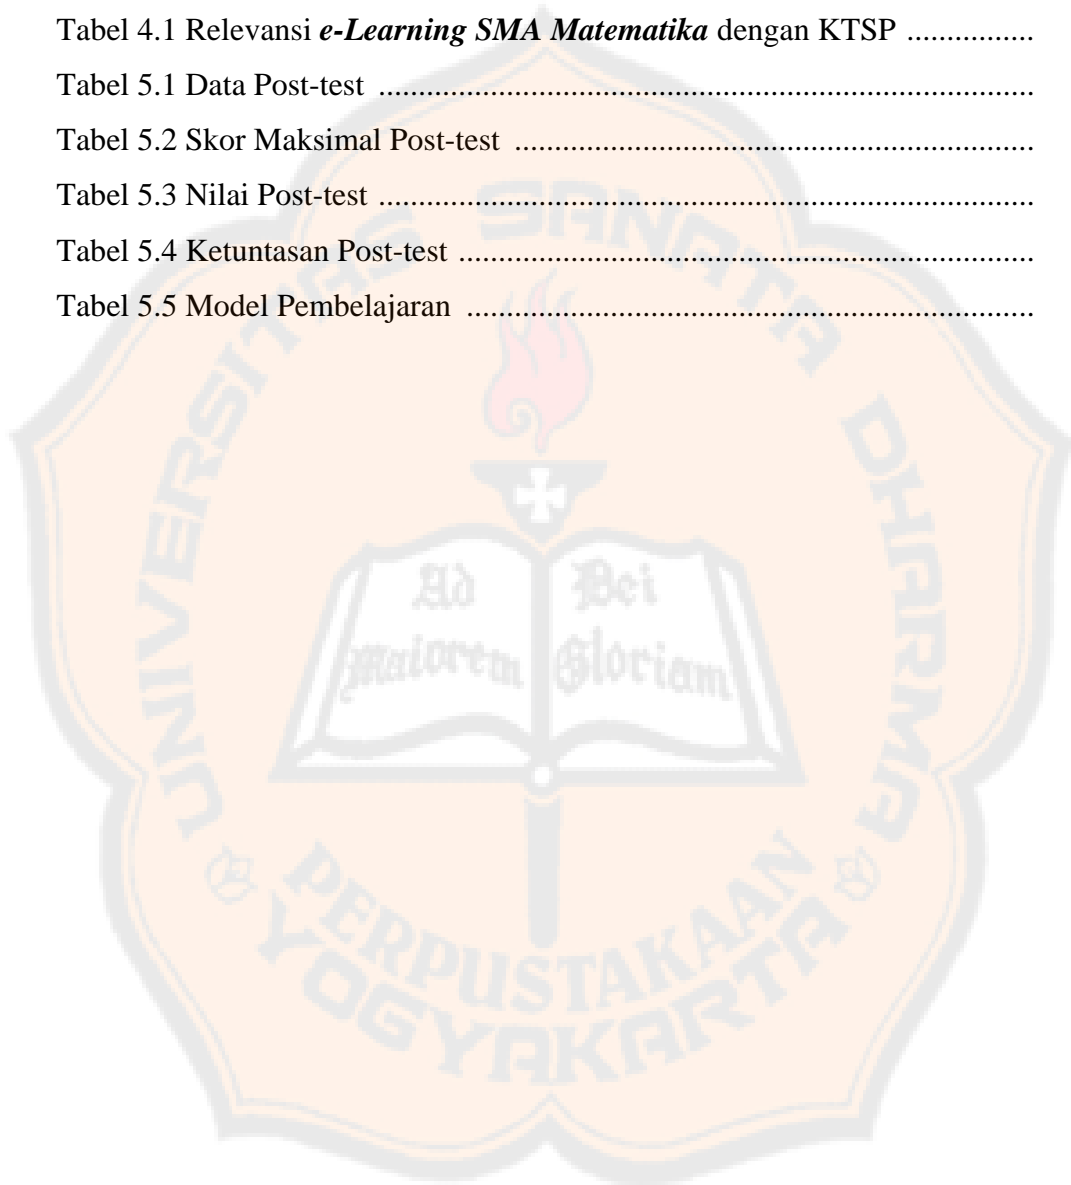 Tabel 4.1 Relevansi e-Learning SMA Matematika dengan KTSP ................
Tabel 5.1 Data Post-test .................................................................................
Tabel 5.2 Skor Maksimal Post-test ................................................................
Tabel 5.3 Nilai Post-test .................................................................................
Tabel 5.4 Ketuntasan Post-test .......................................................................
Tabel 5.5 Model Pembelajaran ......................................................................
UNIVERSITAS SANATA DHARMA
Ad Dei
Maiorem Gloriam
PERPUSTAKAAN
YOGYAKARTA